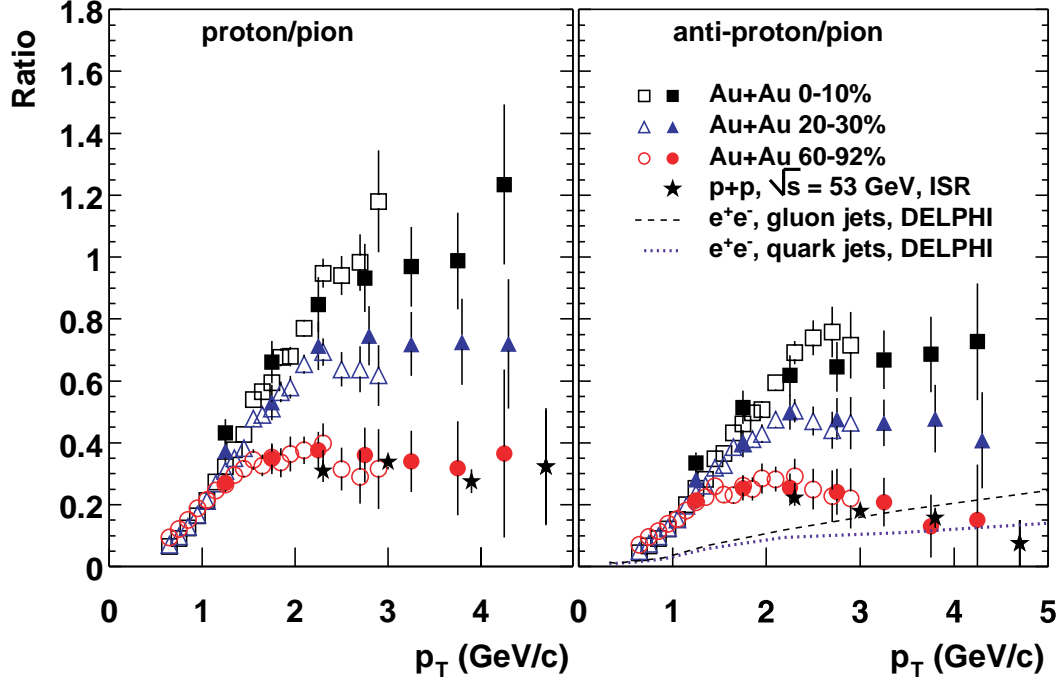 proton/pion
anti-proton/pion
Ratio
1.8
1.6
1.4
1.2
1
0.8
0.6
0.4
0.2
0
Au+Au 0-10%
Au+Au 20-30%
Au+Au 60-92%
p+p, √s = 53 GeV, ISR
e⁺e⁻, gluon jets, DELPHI
e⁺e⁻, quark jets, DELPHI
0 1 2 3 4 0 1 2 3 4 5
p_T (GeV/c) p_T (GeV/c)